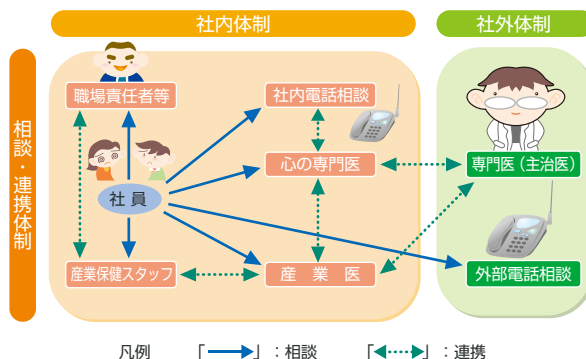 社内体制
社外体制
相談・連携体制
職場責任者等
社内電話相談
心の専門医
専門医（主治医）
社員
産業保健スタッフ
産業医
外部電話相談
凡例 「→」：相談 「◀┈▶」：連携